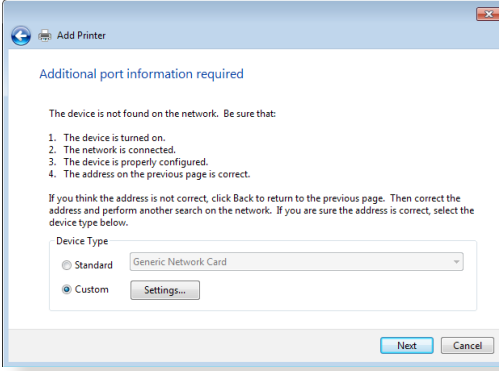 Add Printer
Additional port information required
The device is not found on the network. Be sure that:
1. The device is turned on.
2. The network is connected.
3. The device is properly configured.
4. The address on the previous page is correct.
If you think the address is not correct, click Back to return to the previous page. Then correct the
address and perform another search on the network. If you are sure the address is correct, select the
device type below.
Device Type
Standard Generic Network Card
Custom Settings...
Next Cancel